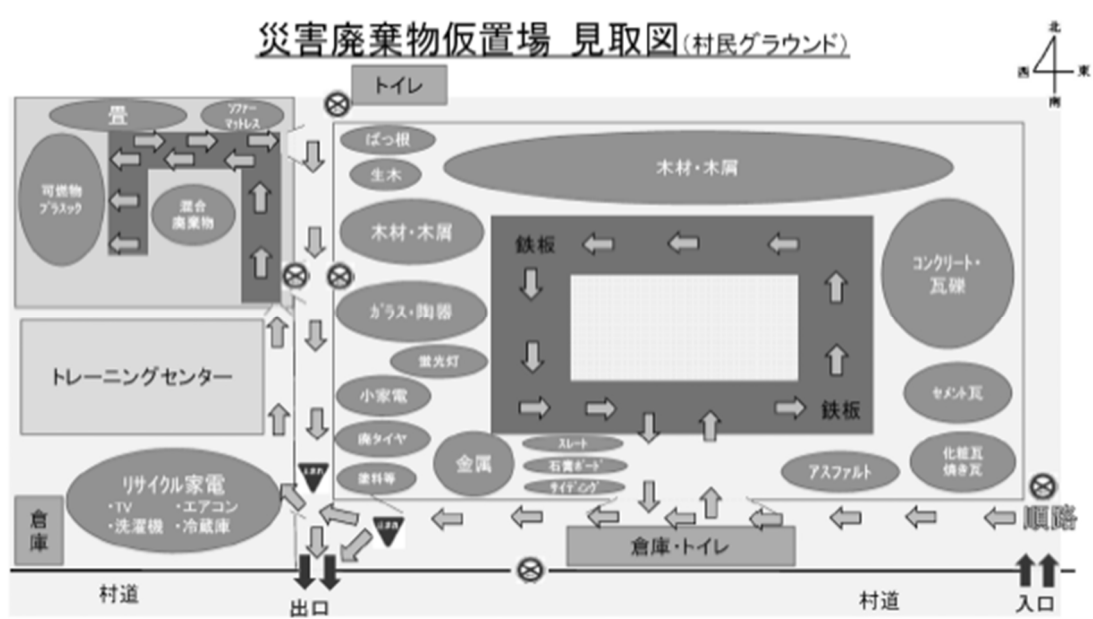 災害廃棄物仮置場 見取図(村民グラウンド)
北
西 東
南
トイレ
畳
ソファー
マットレス
可燃物
プラスック
混合
廃棄物
ばっ根
生木
木材・木屑
木材・木屑
鉄板
コンクリート・
瓦礫
ガラス・陶器
蛍光灯
トレーニングセンター
小家電
廃タイヤ
塗料等
金属
スレート
石膏ボード
サイディング
鉄板
セメント瓦
化粧瓦
焼き瓦
アスファルト
リサイクル家電
・TV ・エアコン
・洗濯機 ・冷蔵庫
倉庫
止まれ
止まれ
順路
倉庫・トイレ
村道
出口
村道
入口